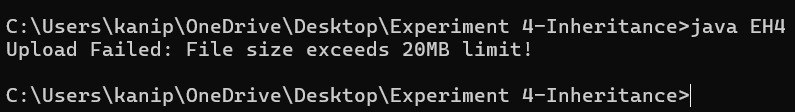 C:\Users\kanip\OneDrive\Desktop\Experiment 4-Inheritance>java EH4
Upload Failed: File size exceeds 20MB limit!
C:\Users\kanip\OneDrive\Desktop\Experiment 4-Inheritance>